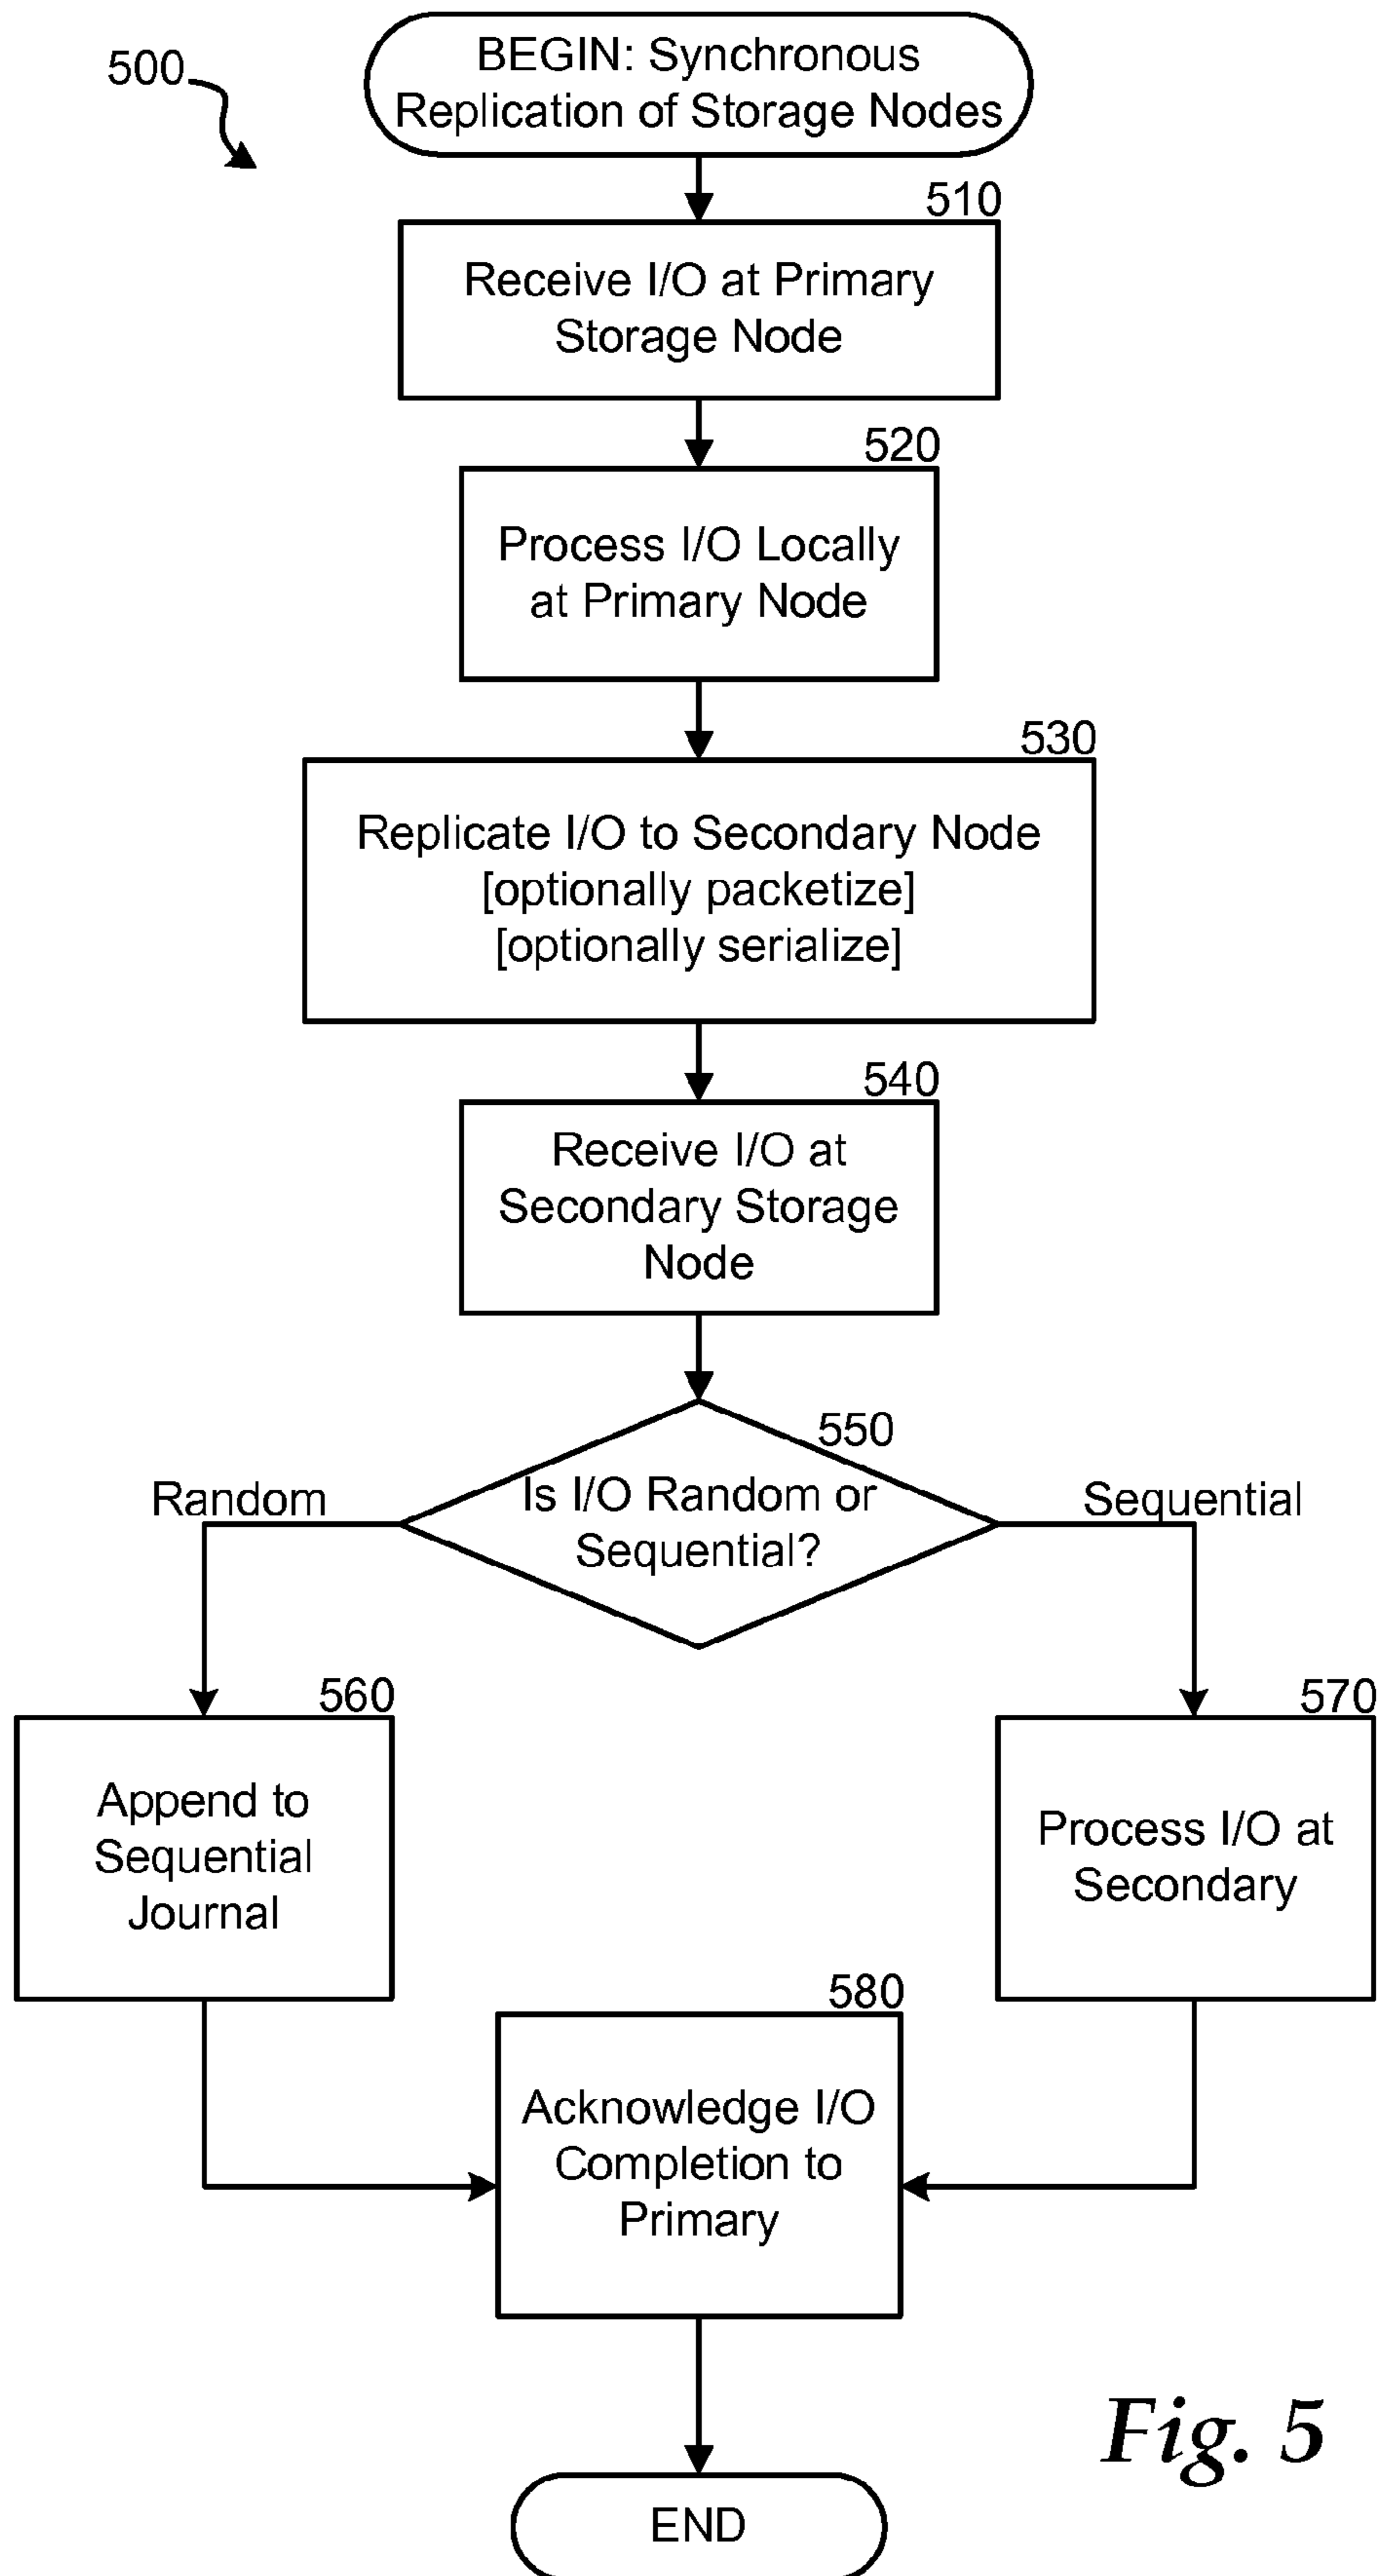 500
BEGIN: Synchronous
Replication of Storage Nodes
510
Receive I/O at Primary
Storage Node
520
Process I/O Locally
at Primary Node
530
Replicate I/O to Secondary Node
[optionally packetize]
[optionally serialize]
540
Receive I/O at
Secondary Storage
Node
550
Is I/O Random or
Sequential?
Random
Sequential
560
Append to
Sequential
Journal
570
Process I/O at
Secondary
580
Acknowledge I/O
Completion to
Primary
END
Fig. 5